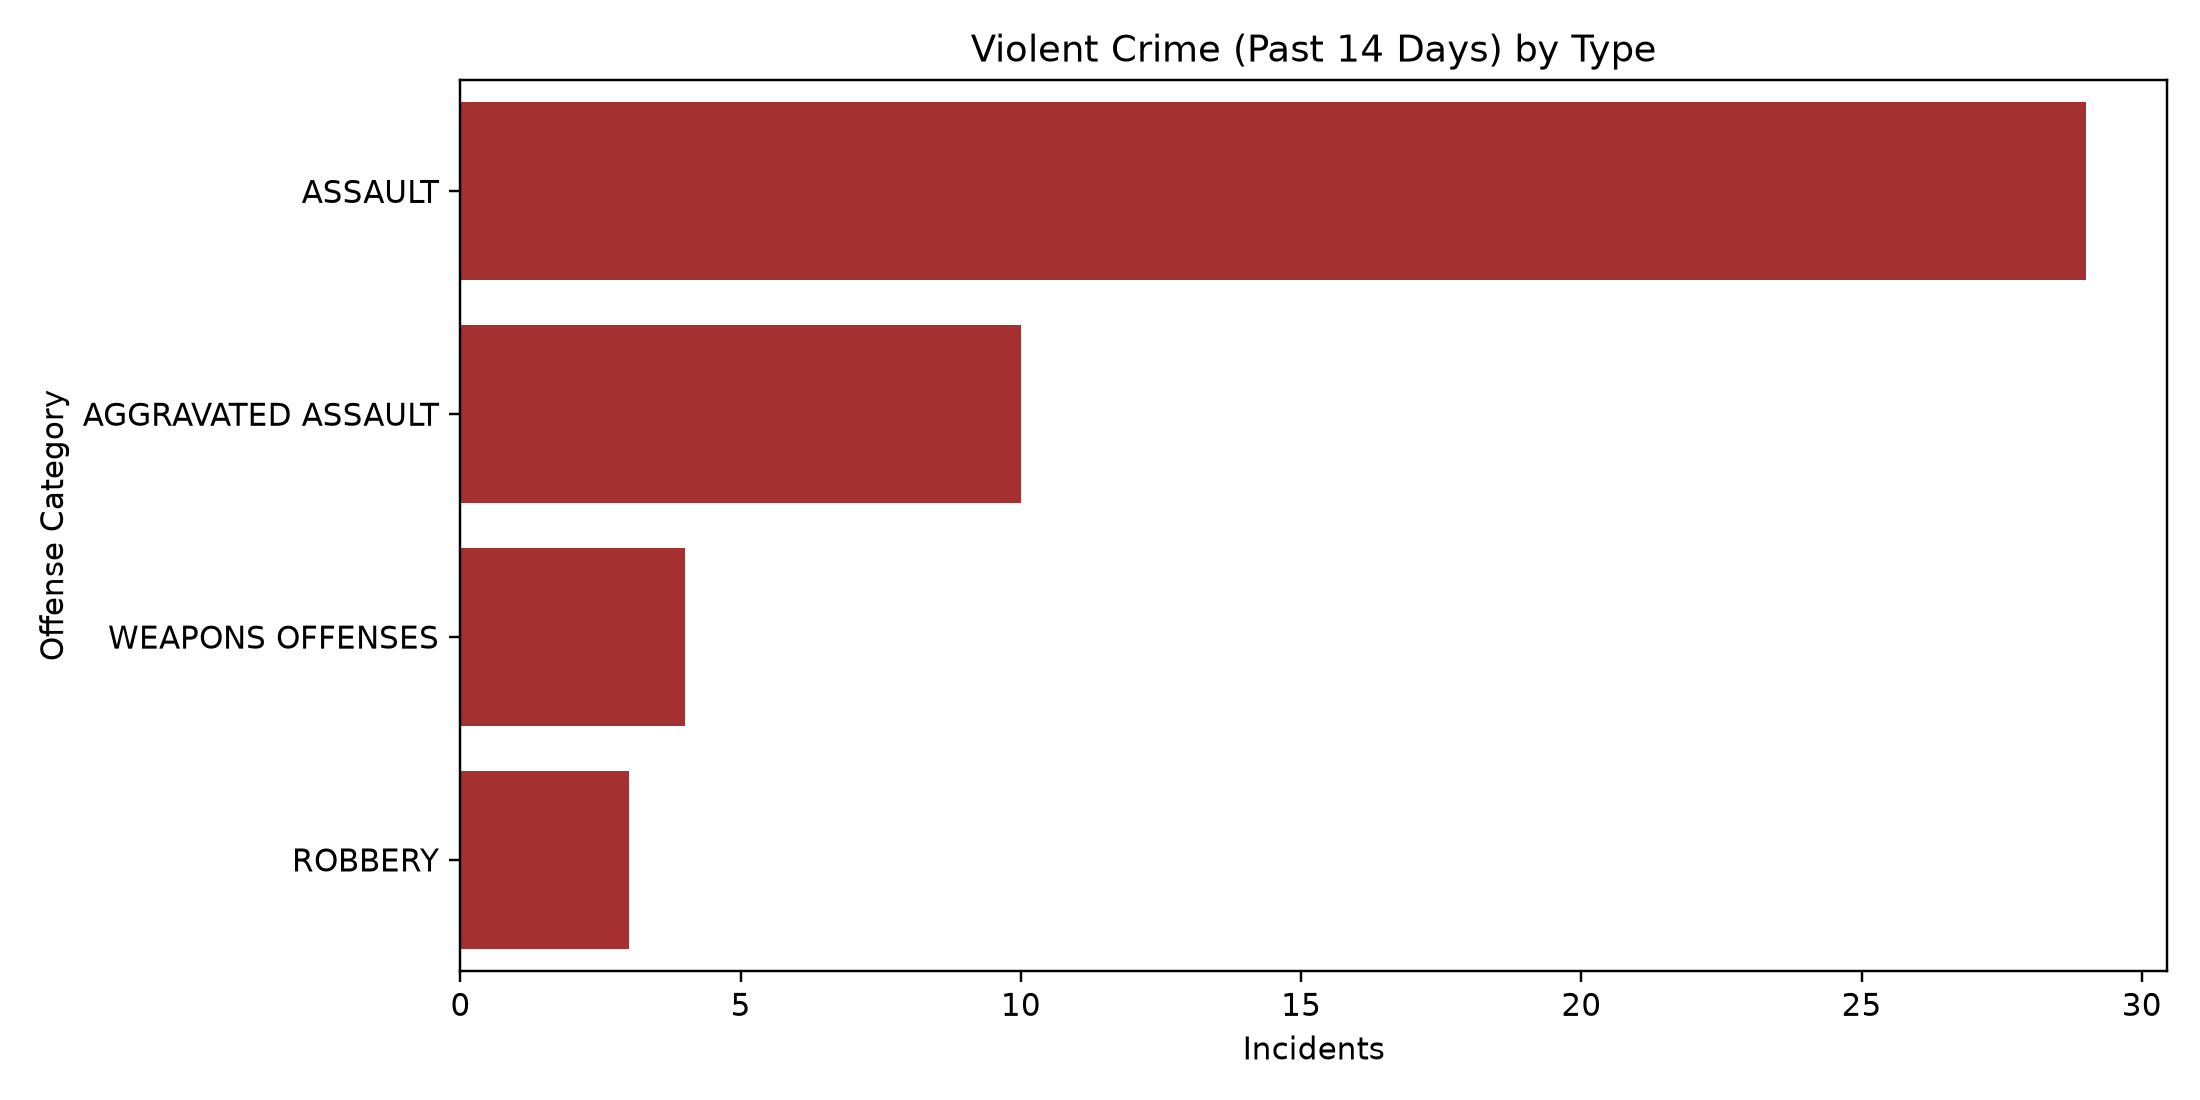 Violent Crime (Past 14 Days) by Type
Offense Category
ASSAULT
AGGRAVATED ASSAULT
WEAPONS OFFENSES
ROBBERY
0 5 10 15 20 25 30
Incidents